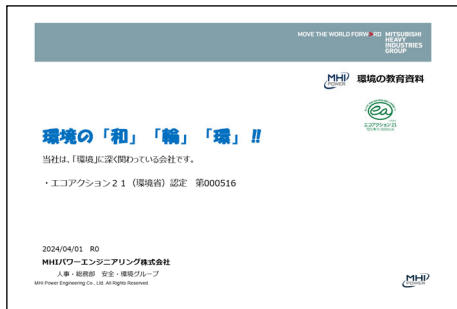 MOVE THE WORLD FORWARD MITSUBISHI
HEAVY
INDUSTRIES
GROUP
MHI
POWER
環境の教育資料
ea
エコアクション21
環境の「和」「輪」「環」!!
当社は、「環境」に深く関わっている会社です。
・エコアクション21(環境省)認定 第000516
2024/04/01 R0
MHIパワーエンジニアリング株式会社
人事・総務部 安全・環境グループ
MHI Power Engineering Co., Ltd. All Rights Reserved.
MHI
POWER